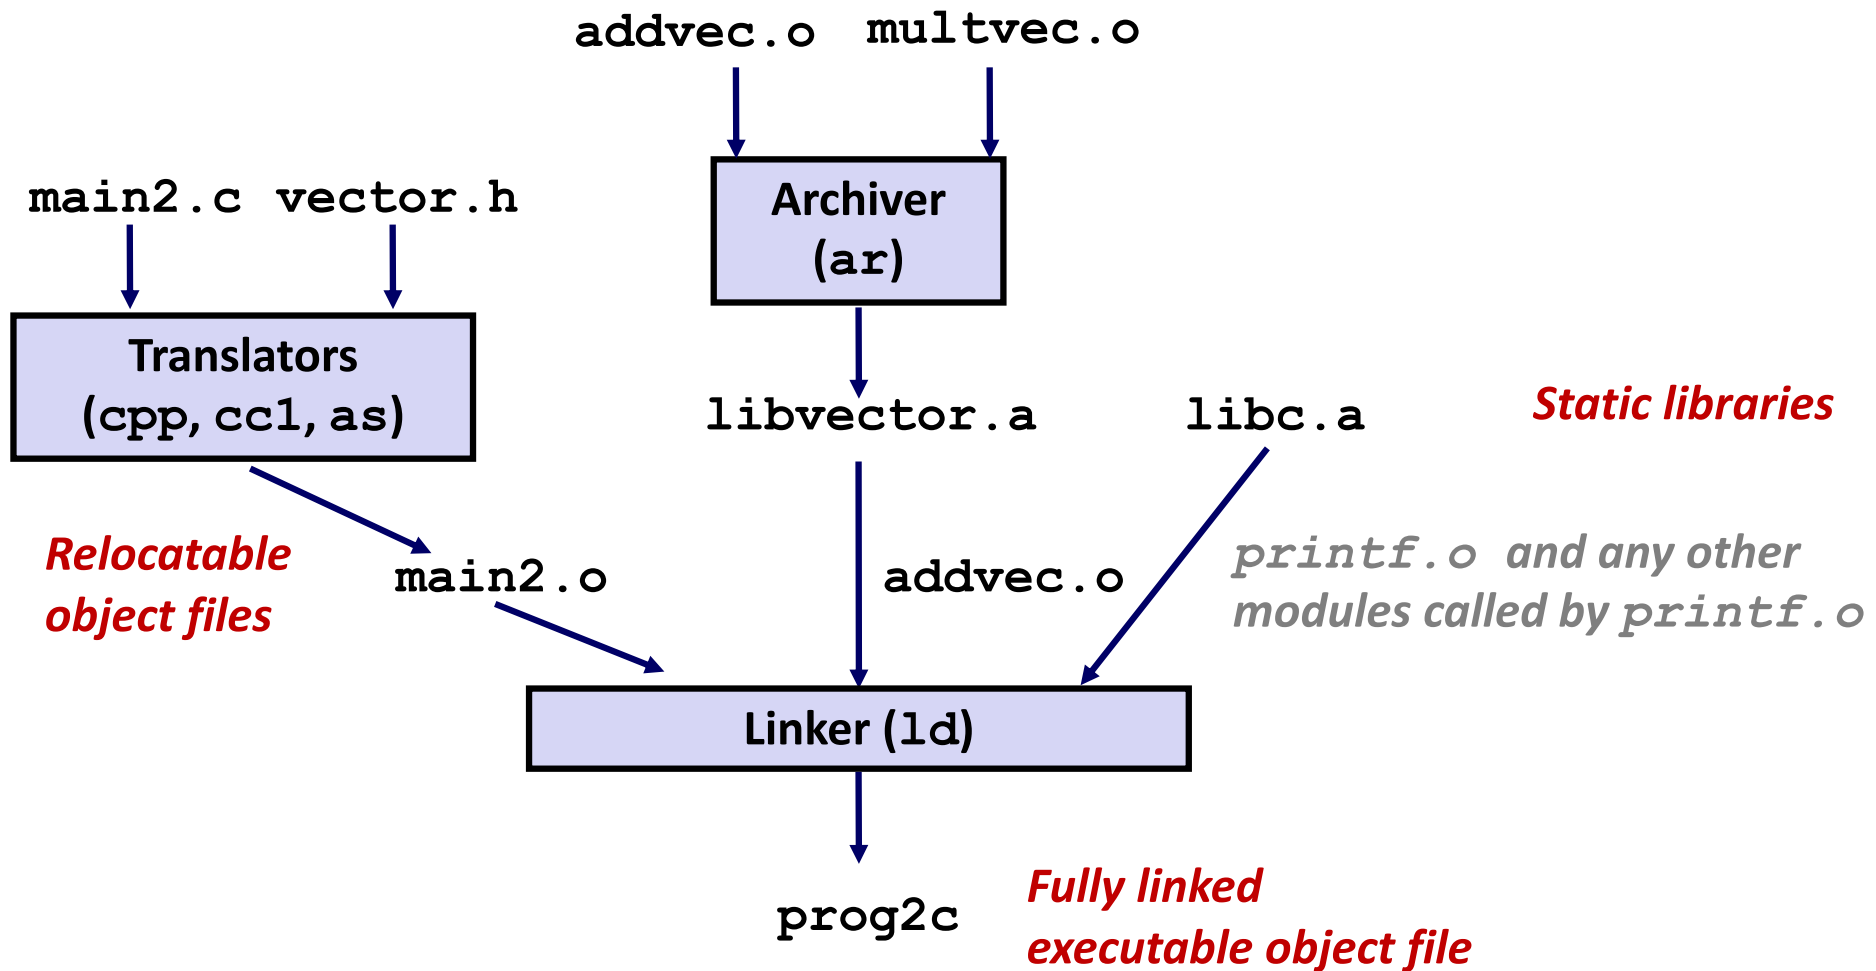 addvec.o multvec.o
main2.c vector.h
Archiver
(ar)
Translators
(cpp, cc1, as)
libvector.a
libc.a
Static libraries
Relocatable
object files
main2.o
addvec.o
printf.o and any other
modules called by printf.o
Linker (ld)
prog2c
Fully linked
executable object file